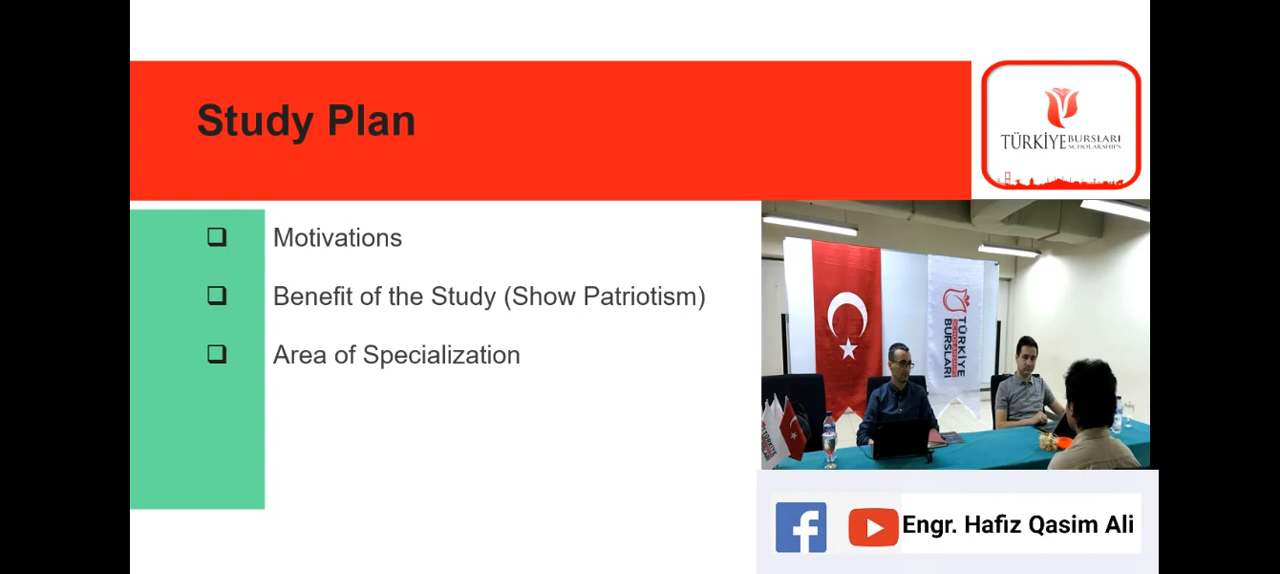 Study Plan
TÜRKİYE BURSLARI
SCHOLARSHIPS
Motivations
Benefit of the Study (Show Patriotism)
Area of Specialization
TÜRKİYE
BURSLARI
Engr. Hafiz Qasim Ali